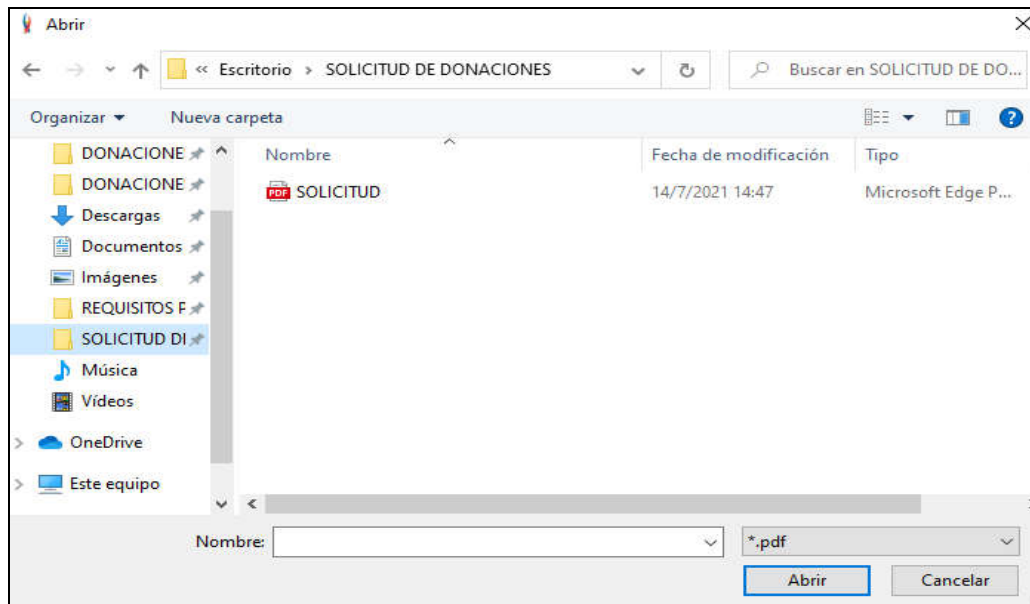 Abrir
« Escritorio > SOLICITUD DE DONACIONES
Buscar en SOLICITUD DE DO...
Organizar Nueva carpeta
?
Nombre Fecha de modificación Tipo
PDF SOLICITUD 14/7/2021 14:47 Microsoft Edge P...
DONACIONE
DONACIONE
Descargas
Documentos
Imágenes
REQUISITOS P
SOLICITUD DI
Música
Vídeos
OneDrive
Este equipo
Nombre: *.pdf
Abrir Cancelar